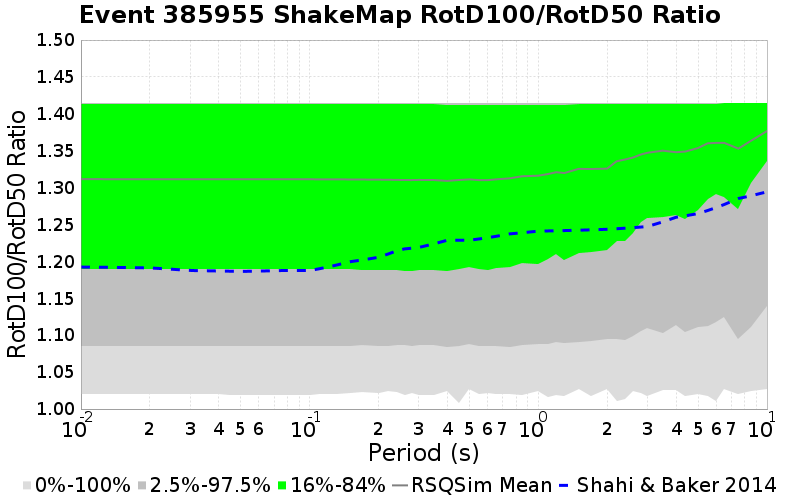 Event 385955 ShakeMap RotD100/RotD50 Ratio
RotD100/RotD50 Ratio
1.50
1.45
1.40
1.35
1.30
1.25
1.20
1.15
1.10
1.05
1.00
10-2 2 3 4 5 6 10-1 2 3 4 5 6 7 100 2 3 4 5 6 7 101
Period (s)
0%-100% 2.5%-97.5% 16%-84% RSQSim Mean Shahi & Baker 2014